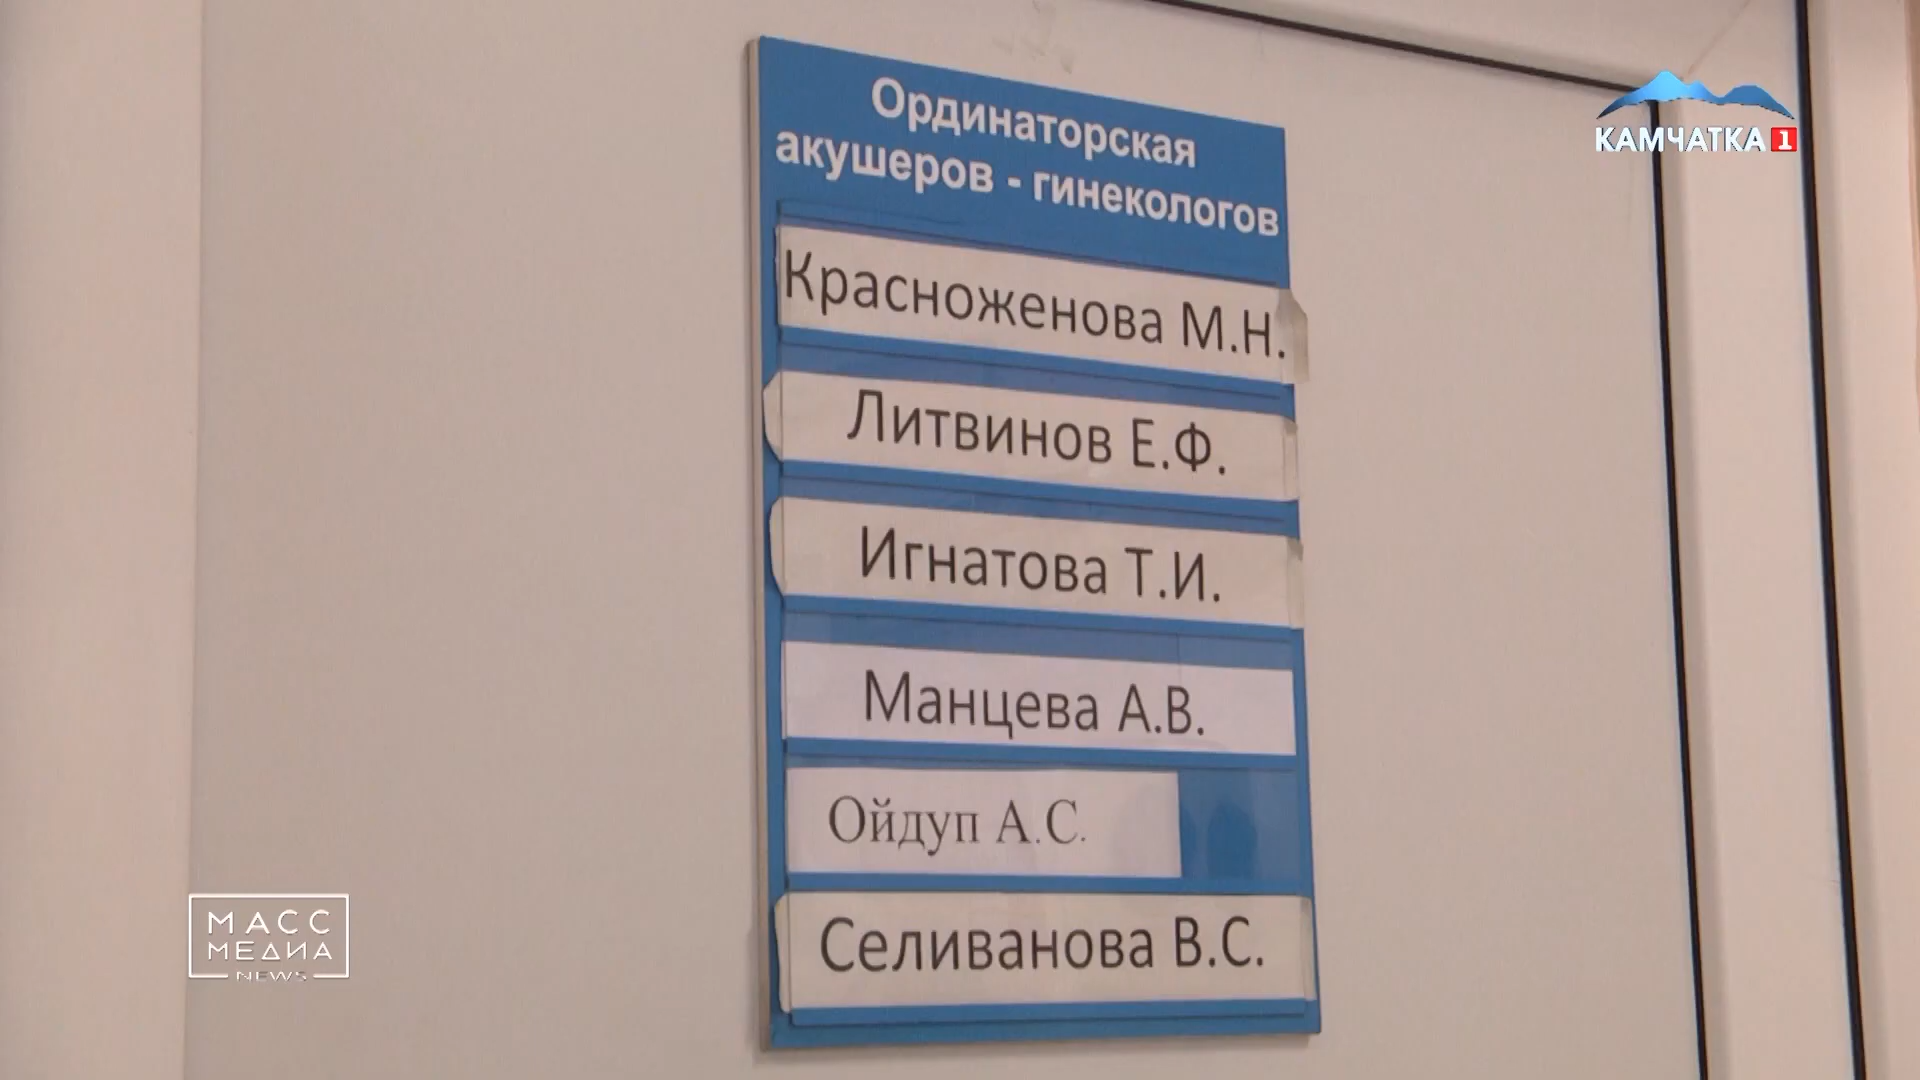 Ординаторская
акушеров - гинекологов
Красноженова М.Н.
Литвинов Е.Ф.
Игнатова Т.И.
Манцева А.В.
Ойдуп А.С.
Селиванова В.С.
КАМЧАТКА 1
МАСС
МЕДИА
NEWS